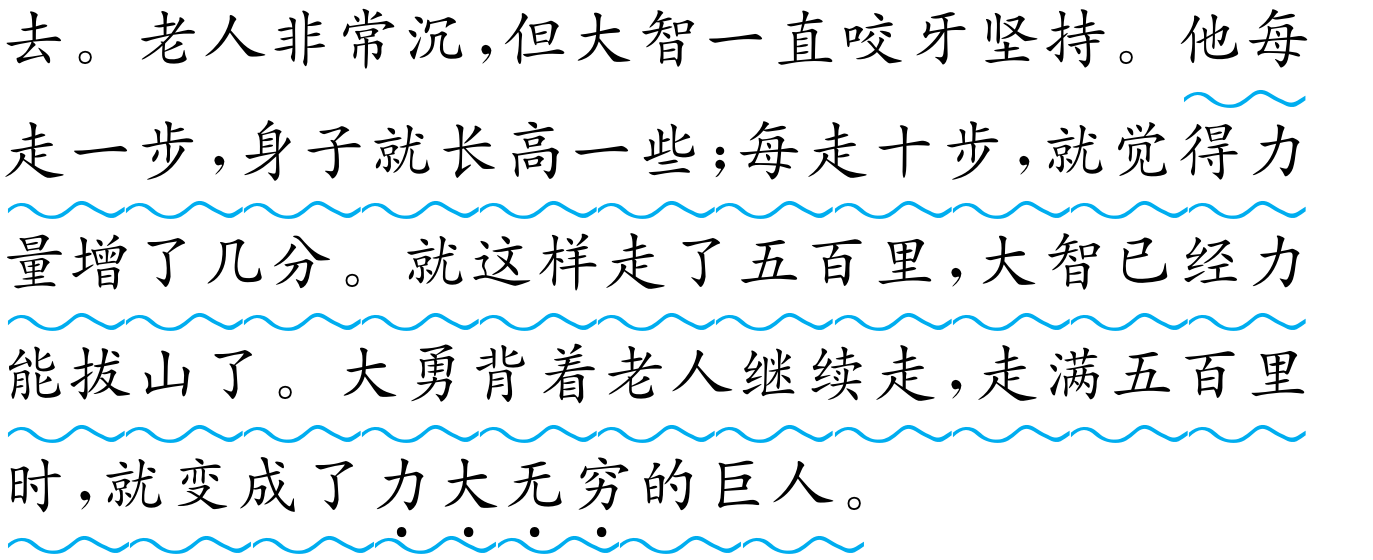 去。老人非常沉,但大智一直咬牙坚持。他每
走一步,身子就长高一些;每走十步,就觉得力
量增了几分。就这样走了五百里,大智已经力
能拔山了。大勇背着老人继续走,走满五百里
时,就变成了力大无穷的巨人。